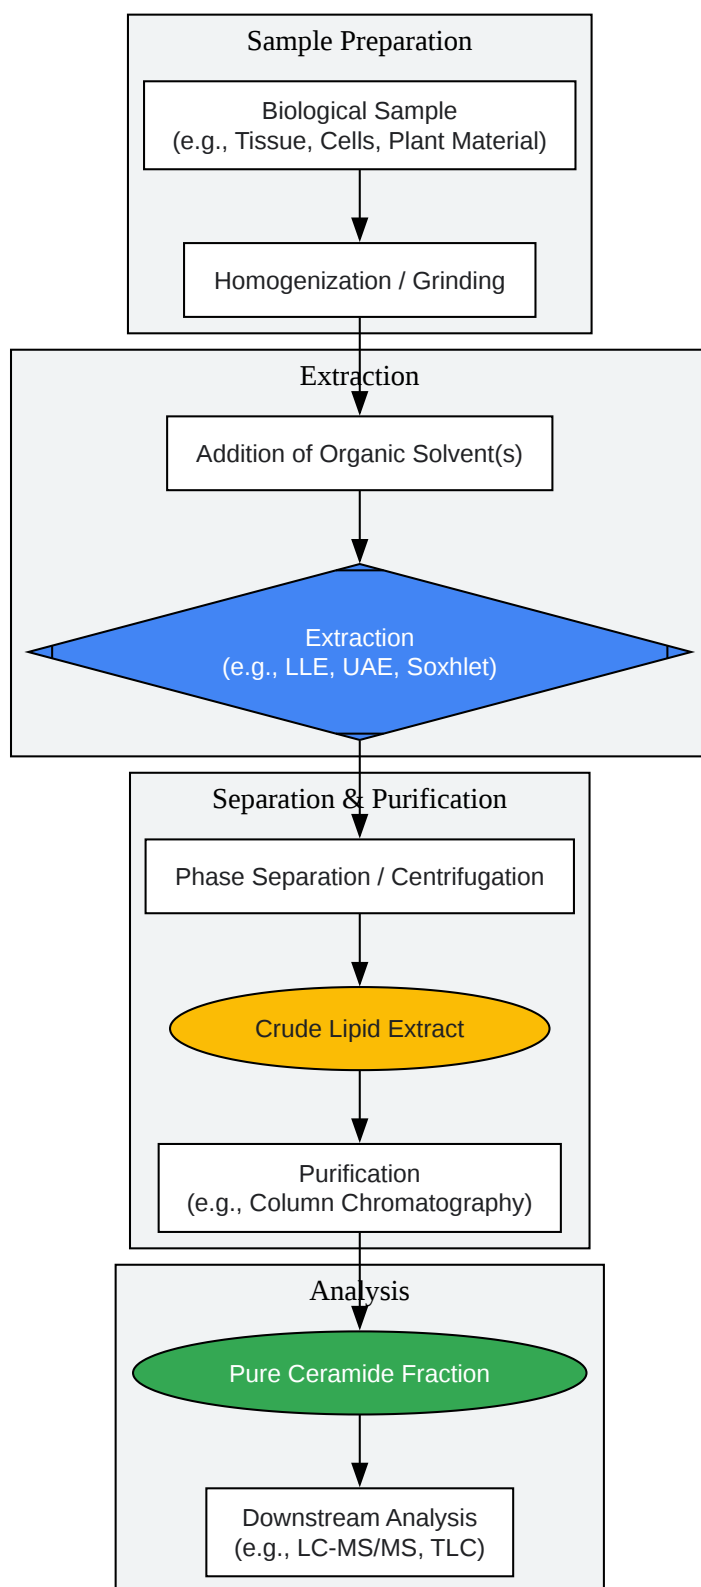 Sample Preparation
Biological Sample
(e.g., Tissue, Cells, Plant Material)
Homogenization / Grinding
Extraction
Addition of Organic Solvent(s)
Extraction
(e.g., LLE, UAE, Soxhlet)
Separation & Purification
Phase Separation / Centrifugation
Crude Lipid Extract
Purification
(e.g., Column Chromatography)
Analysis
Pure Ceramide Fraction
Downstream Analysis
(e.g., LC-MS/MS, TLC)